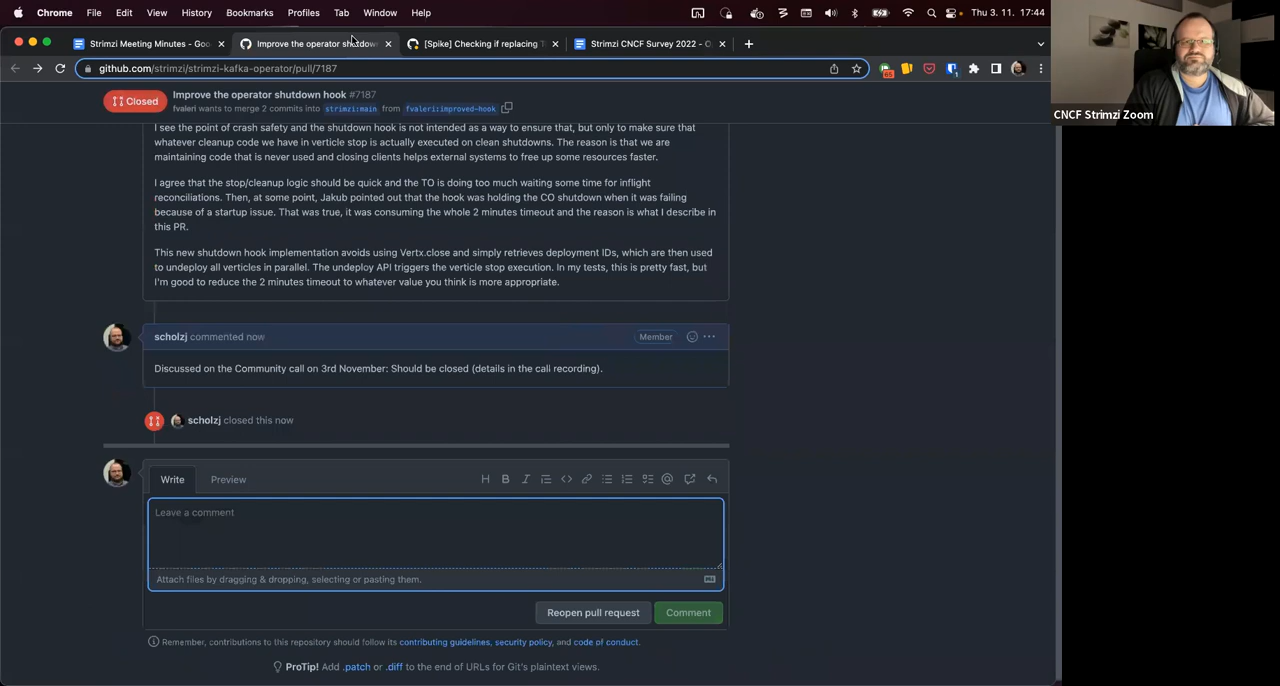 Chrome File Edit View History Bookmarks Profiles Tab Window Help Thu 3. 11. 17:44
Strimzi Meeting Minutes - Goo
Improve the operator shutdown
[Spike] Checking if replacing T
Strimzi CNCF Survey 2022 - O
github.com/strimzi/strimzi-kafka-operator/pull/7187
65
1
CNCF Strimzi Zoom
Closed
Improve the operator shutdown hook #7187
fvaleri wants to merge 2 commits into strimzi:main from fvaleri:improved-hook
I see the point of crash safety and the shutdown hook is not intended as a way to ensure that, but only to make sure that
whatever cleanup code we have in verticle stop is actually executed on clean shutdowns. The reason is that we are
maintaining code that is never used and closing clients helps external systems to free up some resources faster.
I agree that the stop/cleanup logic should be quick and the TO is doing too much waiting some time for inflight
reconciliations. Then, at some point, Jakub pointed out that the hook was holding the CO shutdown when it was failing
because of a startup issue. That was true, it was consuming the whole 2 minutes timeout and the reason is what I describe in
this PR.
This new shutdown hook implementation avoids using Vertx.close and simply retrieves deployment IDs, which are then used
to undeploy all verticles in parallel. The undeploy API triggers the verticle stop execution. In my tests, this is pretty fast, but
I'm good to reduce the 2 minutes timeout to whatever value you think is more appropriate.
scholzj commented now
Member
Discussed on the Community call on 3rd November: Should be closed (details in the call recording).
scholzj closed this now
Write Preview
Leave a comment
Attach files by dragging & dropping, selecting or pasting them.
Reopen pull request
Comment
Remember, contributions to this repository should follow its contributing guidelines, security policy, and code of conduct.
ProTip! Add .patch or .diff to the end of URLs for Git's plaintext views.